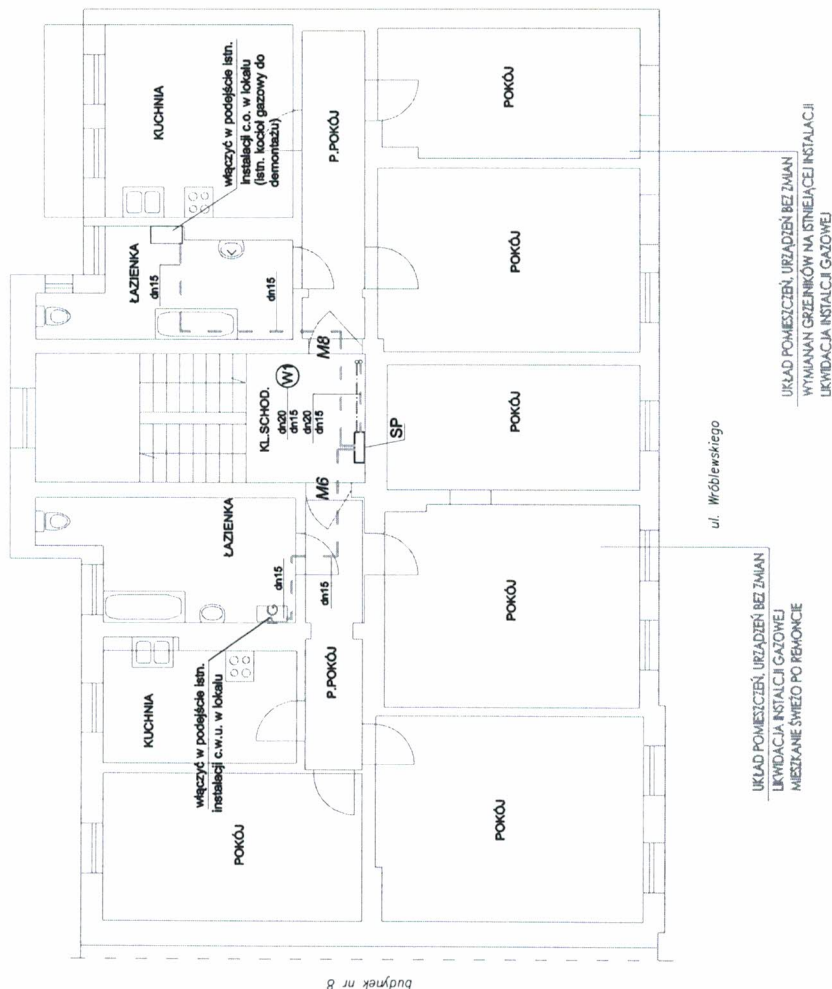 KUCHNIA
włączyć w podejście istn.
instalacji c.o. w lokalu
(istn. kocioł gazowy do
demontażu)
ŁAZIENKA
dn15
dn15
P.POKÓJ
POKÓJ
POKÓJ
M8
KL.SCHOD.
W1
dn20
dn15
dn20
dn15
SP
M6
POKÓJ
ŁAZIENKA
dn15
dn15
PG
włączyć w podejście istn.
instalacji c.w.u. w lokalu
KUCHNIA
P.POKÓJ
POKÓJ
POKÓJ
POKÓJ
ul. Wróblewskiego
UKŁAD POMIESZCZEŃ, URZĄDZEŃ BEZ ZMIAN
WYMIANAN GRZEJNIKÓW NA ISTNIEJĄCEJ INSTALACJI
LIKWIDACJA INSTALCJI GAZOWEJ
UKŁAD POMIESZCZEŃ, URZĄDZEŃ BEZ ZMIAN
LIKWIDACJA INSTALCJI GAZOWEJ
MIESZKANIE ŚWIEŻO PO REMONCIE
budynek nr 8